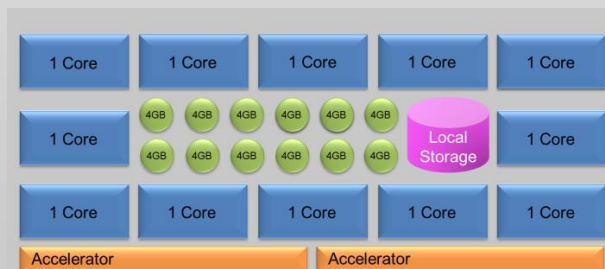 1 Core 1 Core 1 Core 1 Core 1 Core
4GB 4GB 4GB 4GB 4GB 4GB
1 Core Local Storage 1 Core
4GB 4GB 4GB 4GB 4GB 4GB
1 Core 1 Core 1 Core 1 Core 1 Core
Accelerator Accelerator